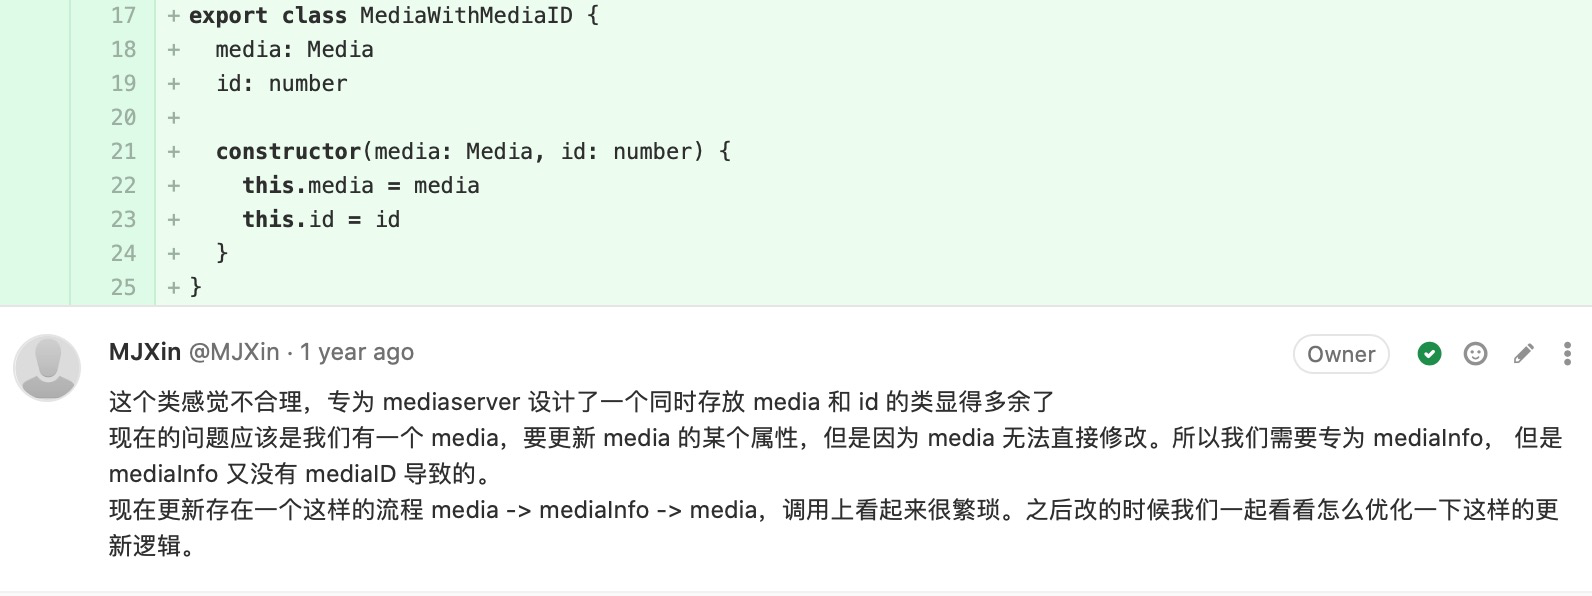 17 + export class MediaWithMediaID {
18 + media: Media
19 + id: number
20 +
21 + constructor(media: Media, id: number) {
22 + this.media = media
23 + this.id = id
24 + }
25 + }
MJXin @MJXin · 1 year ago Owner
这个类感觉不合理，专为 mediaserver 设计了一个同时存放 media 和 id 的类显得多余了
现在的问题应该是我们有一个 media，要更新 media 的某个属性，但是因为 media 无法直接修改。所以我们需要专为 mediaInfo， 但是
mediaInfo 又没有 mediaID 导致的。
现在更新存在一个这样的流程 media -> mediaInfo -> media，调用上看起来很繁琐。之后改的时候我们一起看看怎么优化一下这样的更
新逻辑。